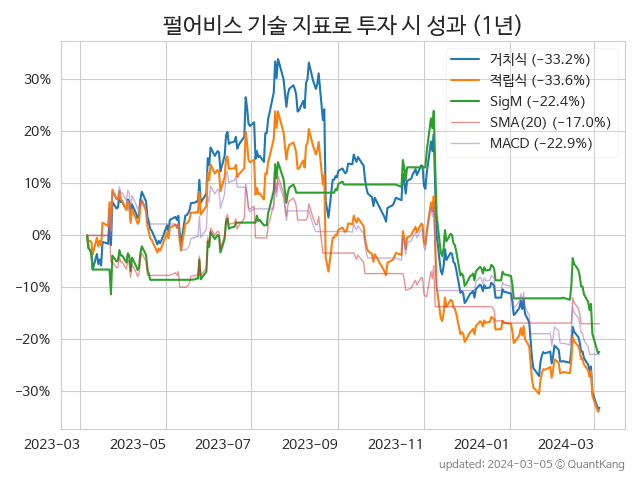 펄어비스 기술 지표로 투자 시 성과 (1년)
거치식 (−33.2%)
적립식 (−33.6%)
SigM (−22.4%)
SMA(20) (−17.0%)
MACD (−22.9%)
30%
20%
10%
0%
−10%
−20%
−30%
2023−03 2023−05 2023−07 2023−09 2023−11 2024−01 2024−03
updated: 2024−03−05 ⓒ QuantKang